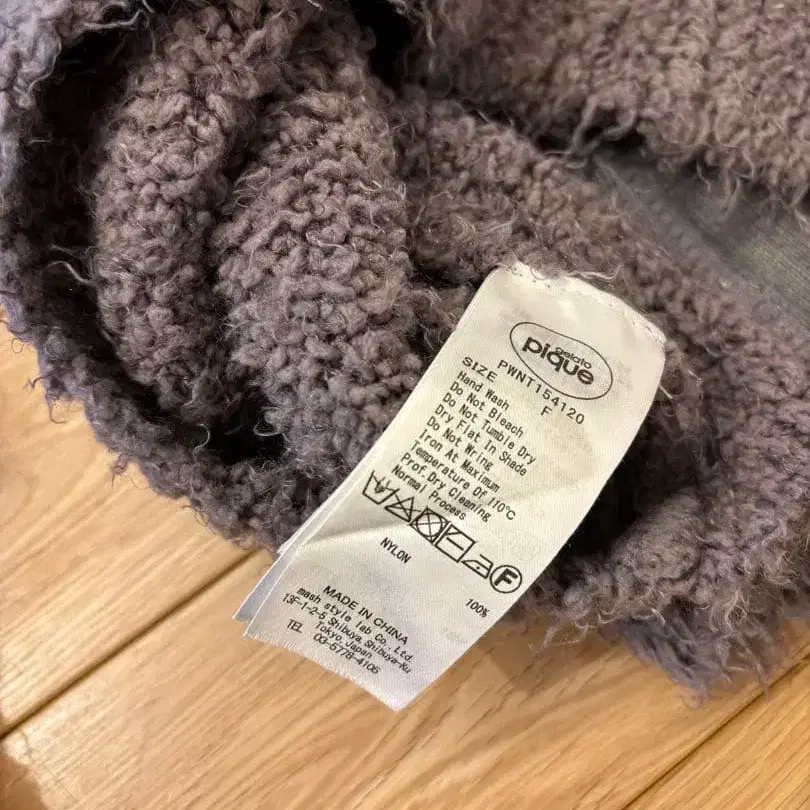 gelato
pique
PWNT154120
SIZE F
Hand Wash
Do Not Bleach
Do Not Tumble Dry
Dry Flat In Shade
Do Not Wring
Iron At Maximum
Temperature Of 110°C
Prof.Dry Cleaning
Normal Process
F
NYLON 100%
MADE IN CHINA
mash style lab Co., Ltd.
13F-1-2-5 Shibuya,Shibuya-Ku
Tokyo,Japan
TEL 03-5778-4106